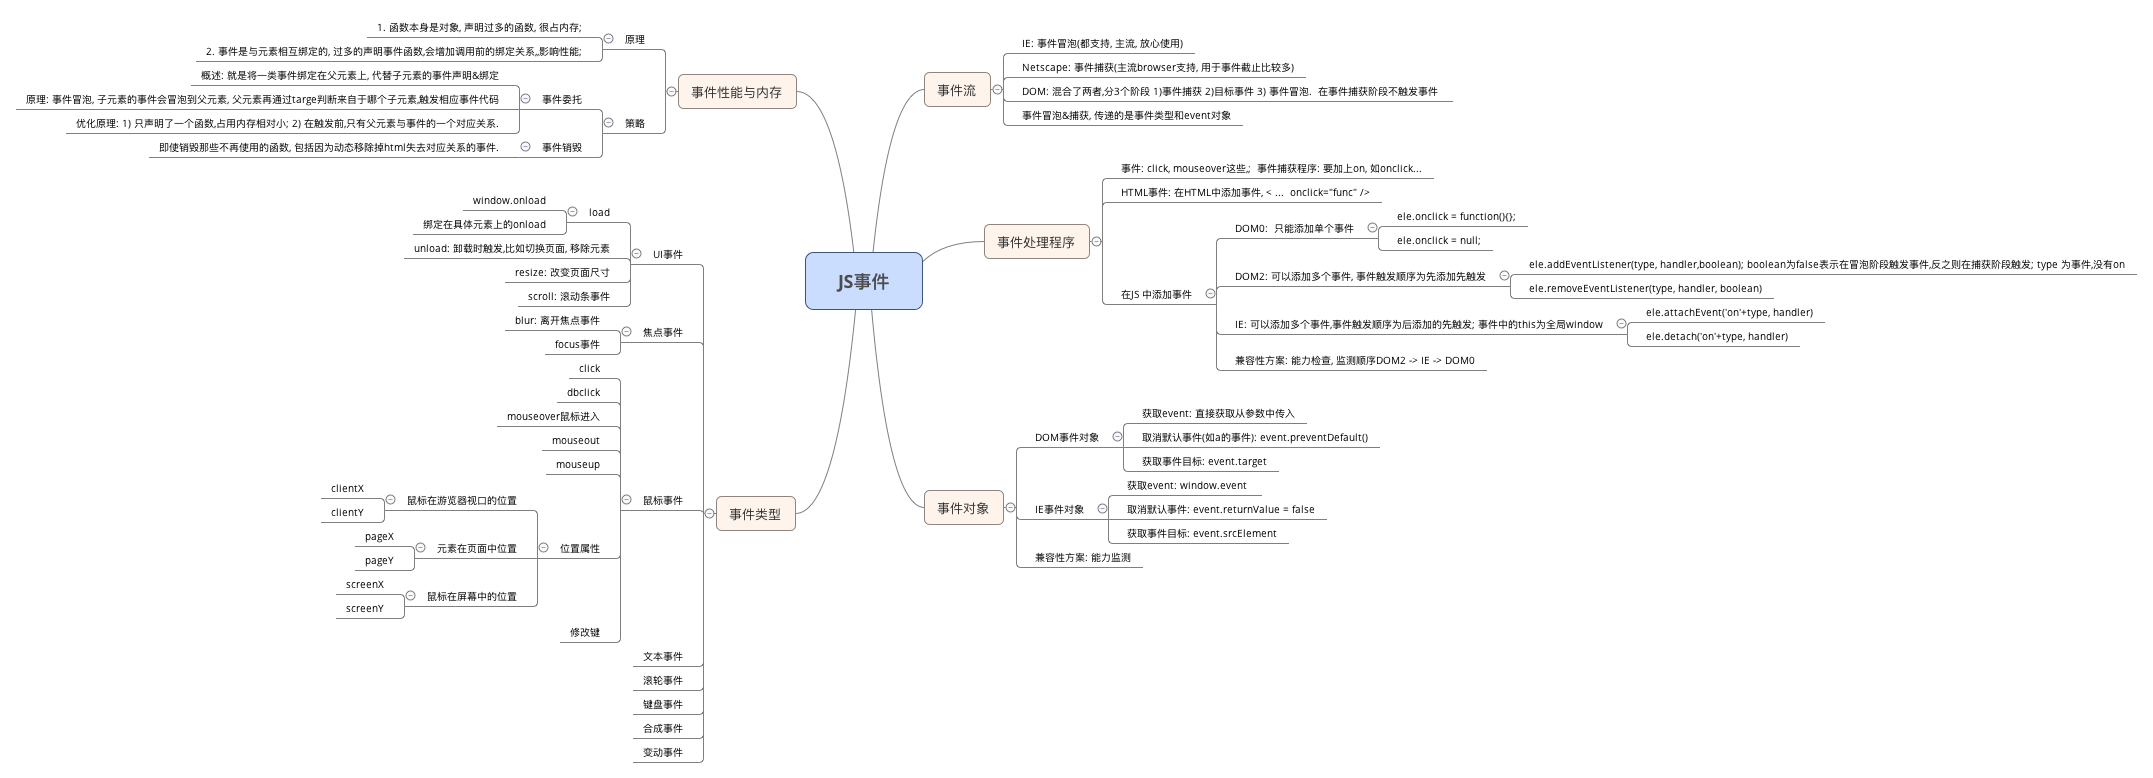 JS事件
事件流
IE: 事件冒泡(都支持, 主流, 放心使用)
Netscape: 事件捕获(主流browser支持, 用于事件截止比较多)
DOM: 混合了两者,分3个阶段 1)事件捕获 2)目标事件 3) 事件冒泡.  在事件捕获阶段不触发事件
事件冒泡&捕获, 传递的是事件类型和event对象
事件处理程序
事件: click, mouseover这些,;  事件捕获程序: 要加上on, 如onclick...
HTML事件: 在HTML中添加事件, < ...  onclick="func" />
在JS 中添加事件
DOM0:  只能添加单个事件
ele.onclick = function(){};
ele.onclick = null;
DOM2: 可以添加多个事件, 事件触发顺序为先添加先触发
ele.addEventListener(type, handler,boolean); boolean为false表示在冒泡阶段触发事件,反之则在捕获阶段触发; type 为事件,没有on
ele.removeEventListener(type, handler, boolean)
IE: 可以添加多个事件,事件触发顺序为后添加的先触发; 事件中的this为全局window
ele.attachEvent('on'+type, handler)
ele.detach('on'+type, handler)
兼容性方案: 能力检查, 监测顺序DOM2 -> IE -> DOM0
事件对象
DOM事件对象
获取event: 直接获取从参数中传入
取消默认事件(如a的事件): event.preventDefault()
获取事件目标: event.target
IE事件对象
获取event: window.event
取消默认事件: event.returnValue = false
获取事件目标: event.srcElement
兼容性方案: 能力监测
事件性能与内存
原理
1. 函数本身是对象, 声明过多的函数, 很占内存;
2. 事件是与元素相互绑定的, 过多的声明事件函数,会增加调用前的绑定关系,,影响性能;
策略
事件委托
概述: 就是将一类事件绑定在父元素上, 代替子元素的事件声明&绑定
原理: 事件冒泡, 子元素的事件会冒泡到父元素, 父元素再通过targe判断来自于哪个子元素,触发相应事件代码
优化原理: 1) 只声明了一个函数,占用内存相对小; 2) 在触发前,只有父元素与事件的一个对应关系.
事件销毁
即使销毁那些不再使用的函数, 包括因为动态移除掉html失去对应关系的事件.
事件类型
UI事件
load
window.onload
绑定在具体元素上的onload
unload: 卸载时触发,比如切换页面, 移除元素
resize: 改变页面尺寸
scroll: 滚动条事件
焦点事件
blur: 离开焦点事件
focus事件
鼠标事件
click
dbclick
mouseover鼠标进入
mouseout
mouseup
位置属性
鼠标在游览器视口的位置
clientX
clientY
元素在页面中位置
pageX
pageY
鼠标在屏幕中的位置
screenX
screenY
修改键
文本事件
滚轮事件
键盘事件
合成事件
变动事件